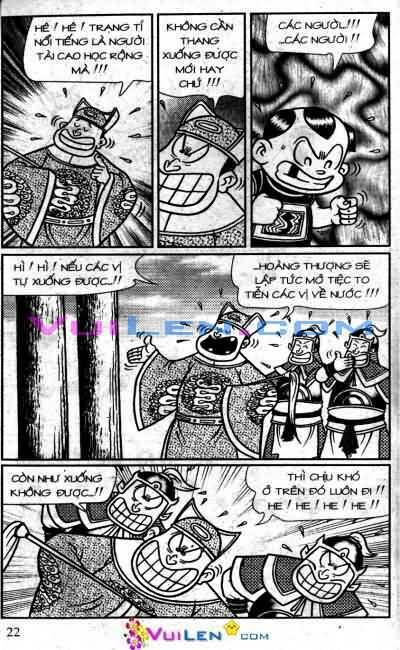 HÊ ! HÊ ! TRẠNG TÍ
NỔI TIẾNG LÀ NGƯỜI
TÀI CAO HỌC RỘNG
MÀ !!!
KHÔNG CẦN
THANG
XUỐNG ĐƯỢC
MỚI HAY
CHỨ !!!
CÁC NGƯƠI...!!!
...CÁC NGƯƠI !!
HÌ ! HÌ ! NẾU CÁC VỊ
TỰ XUỐNG ĐƯỢC...!!
...HOÀNG THƯỢNG SẼ
LẬP TỨC MỞ TIỆC TO
TIỄN CÁC VỊ VỀ NƯỚC !!!
VUILEN.COM
CÒN NHƯ XUỐNG
KHÔNG ĐƯỢC...!!
THÌ CHỊU KHÓ
Ở TRÊN ĐÓ LUÔN ĐI !
HE ! HE ! HE ! HE !!
22
VUILEN.COM